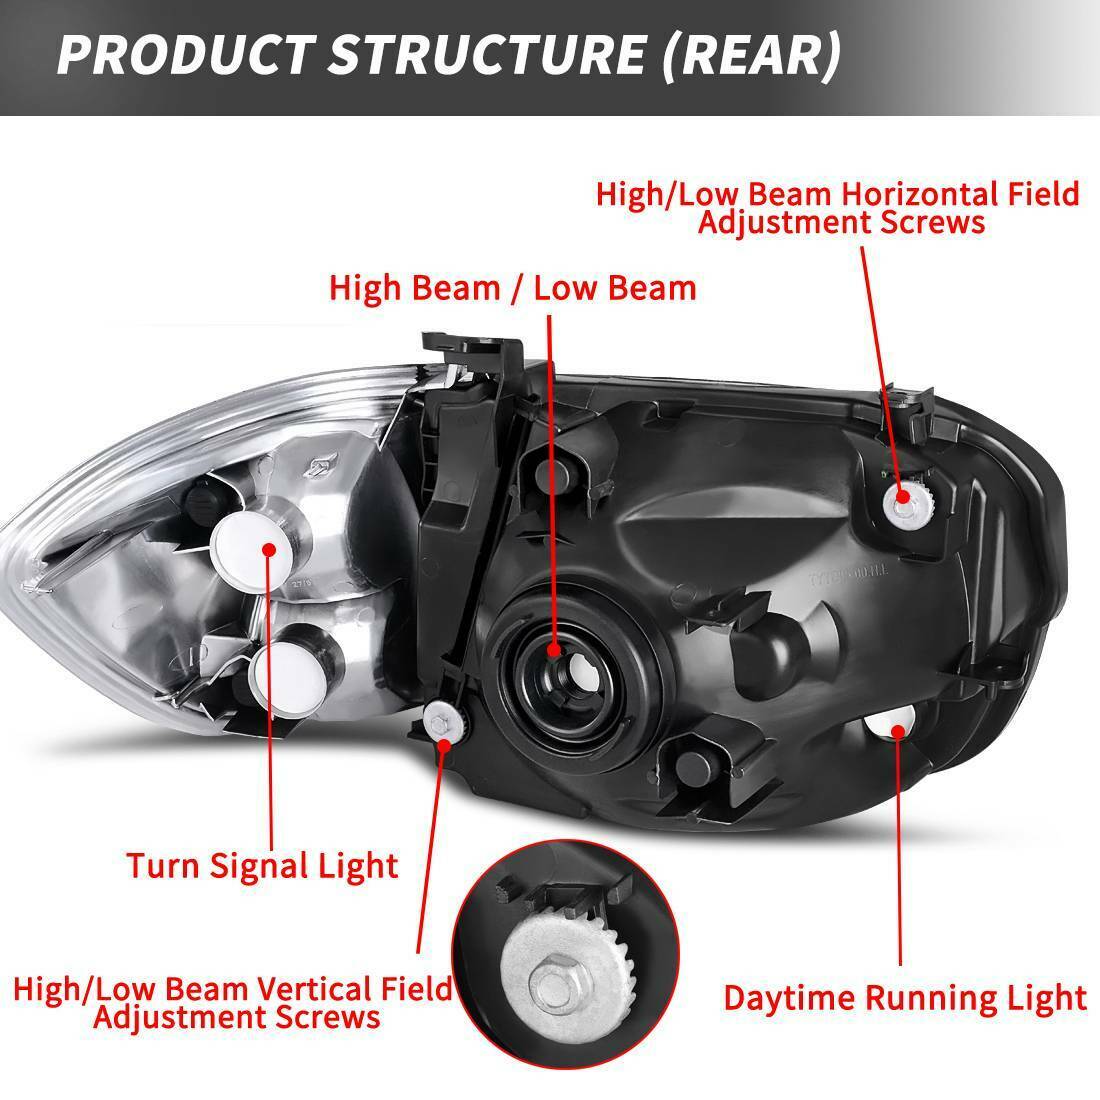 PRODUCT STRUCTURE (REAR)
High/Low Beam Horizontal Field
Adjustment Screws
High Beam / Low Beam
Turn Signal Light
High/Low Beam Vertical Field
Adjustment Screws
Daytime Running Light